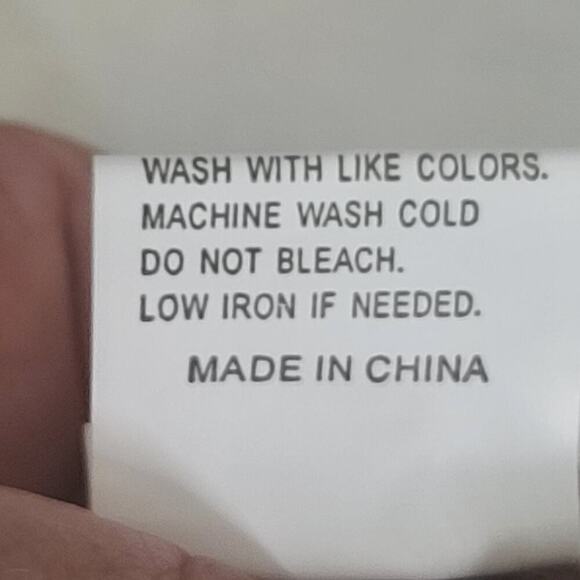 WASH WITH LIKE COLORS.
MACHINE WASH COLD
DO NOT BLEACH.
LOW IRON IF NEEDED.
MADE IN CHINA